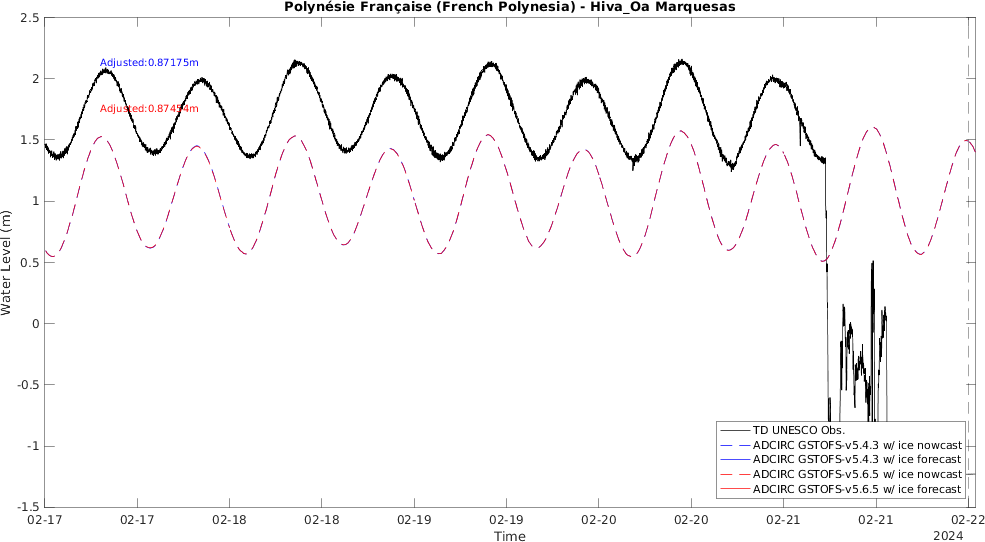 Polynésie Française (French Polynesia) - Hiva_Oa Marquesas
2.5
2
1.5
1
0.5
0
-0.5
-1
-1.5
Water Level (m)
Adjusted:0.87175m
Adjusted:0.87454m
TD UNESCO Obs.
ADCIRC GSTOFS-v5.4.3 w/ ice nowcast
ADCIRC GSTOFS-v5.4.3 w/ ice forecast
ADCIRC GSTOFS-v5.6.5 w/ ice nowcast
ADCIRC GSTOFS-v5.6.5 w/ ice forecast
02-17 02-17 02-18 02-18 02-19 02-19 02-20 02-20 02-21 02-21 02-22
Time
2024